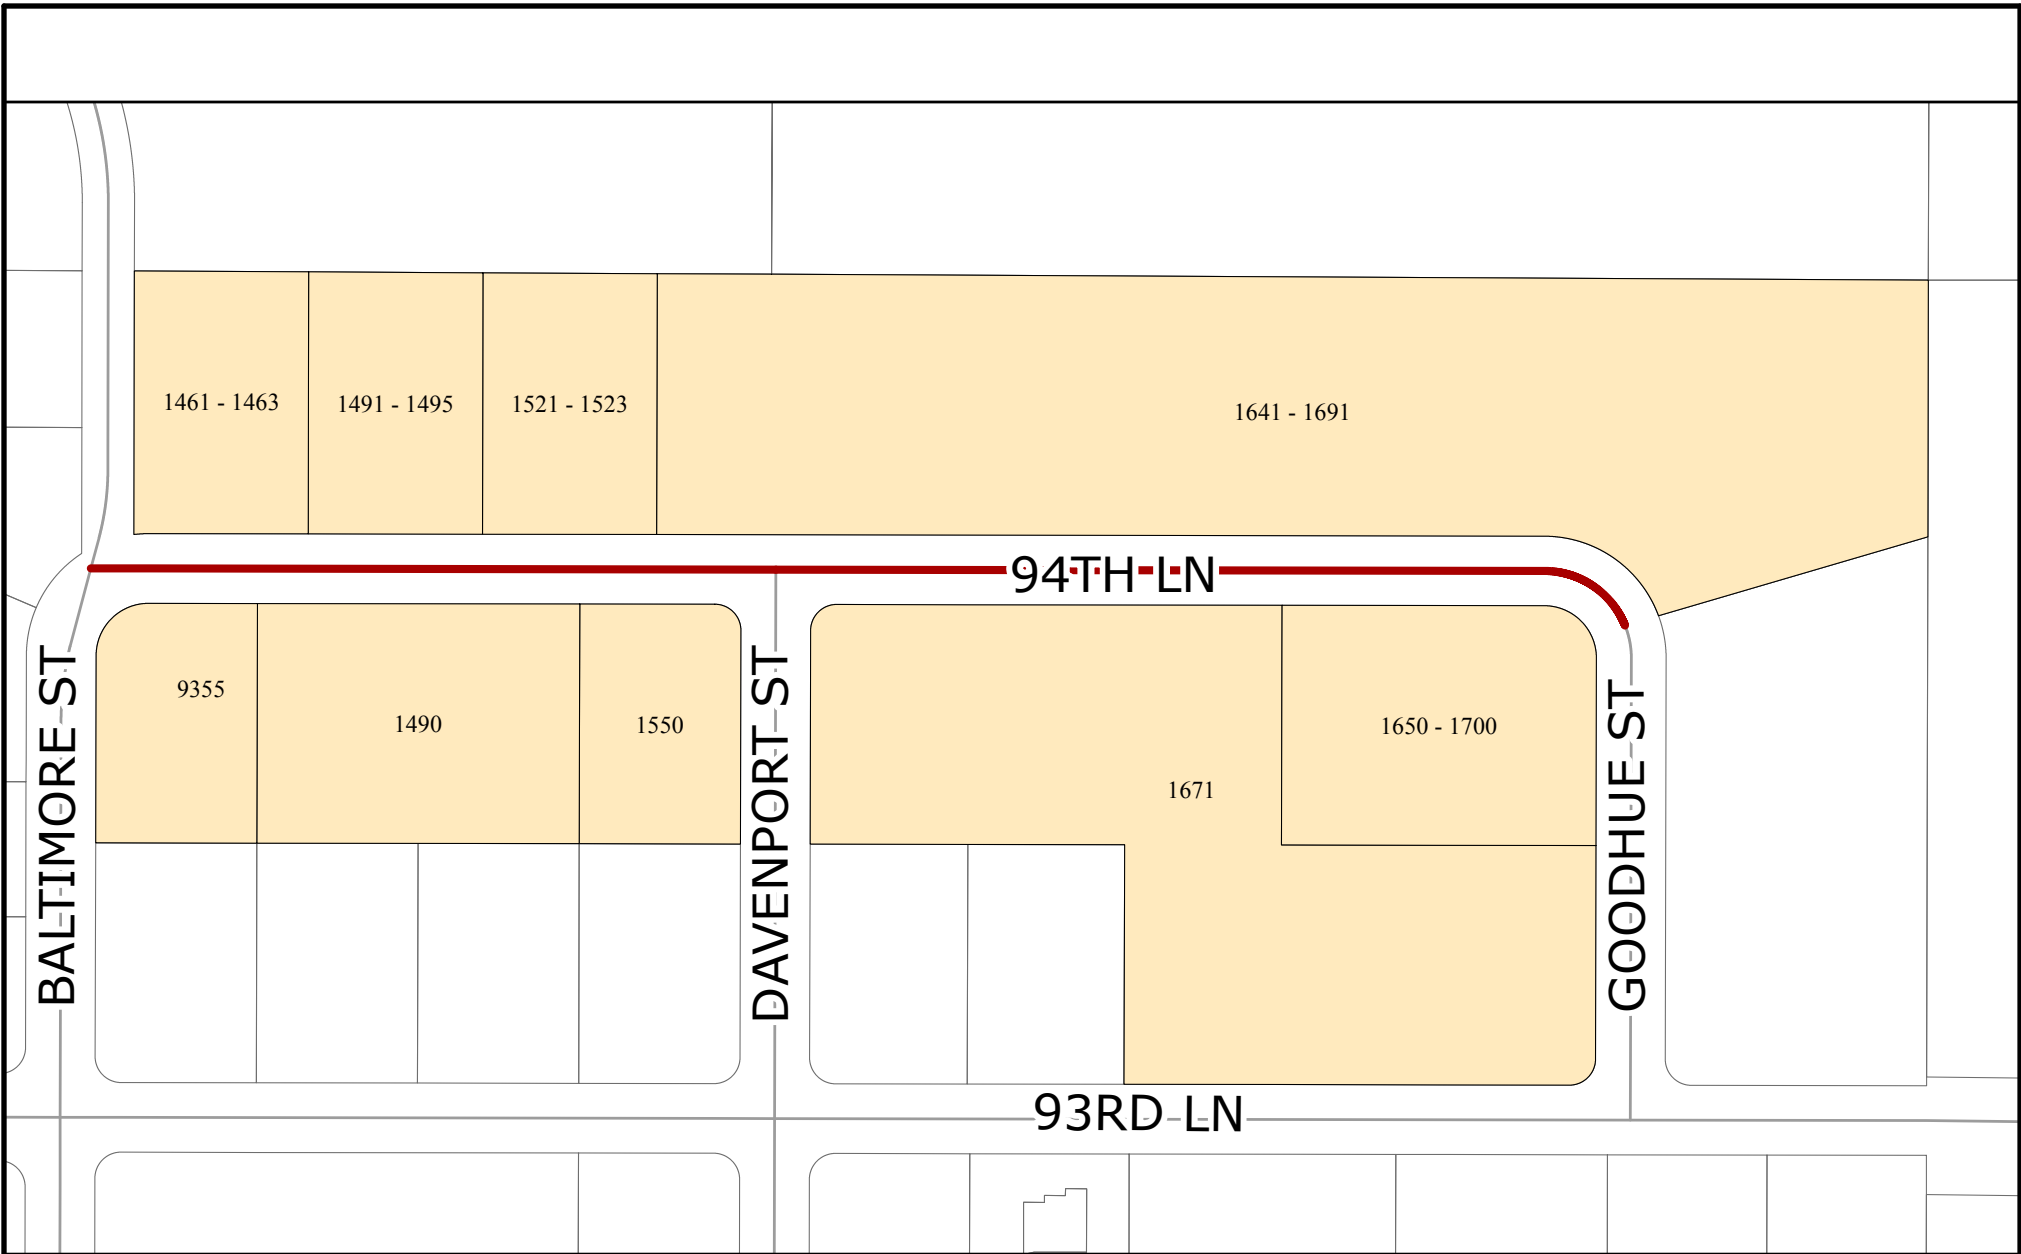 1461 - 1463
1491 - 1495
1521 - 1523
1641 - 1691
94TH LN
9355
1490
1550
1671
1650 - 1700
BALTIMORE ST
DAVENPORT ST
GOODHUE ST
93RD LN